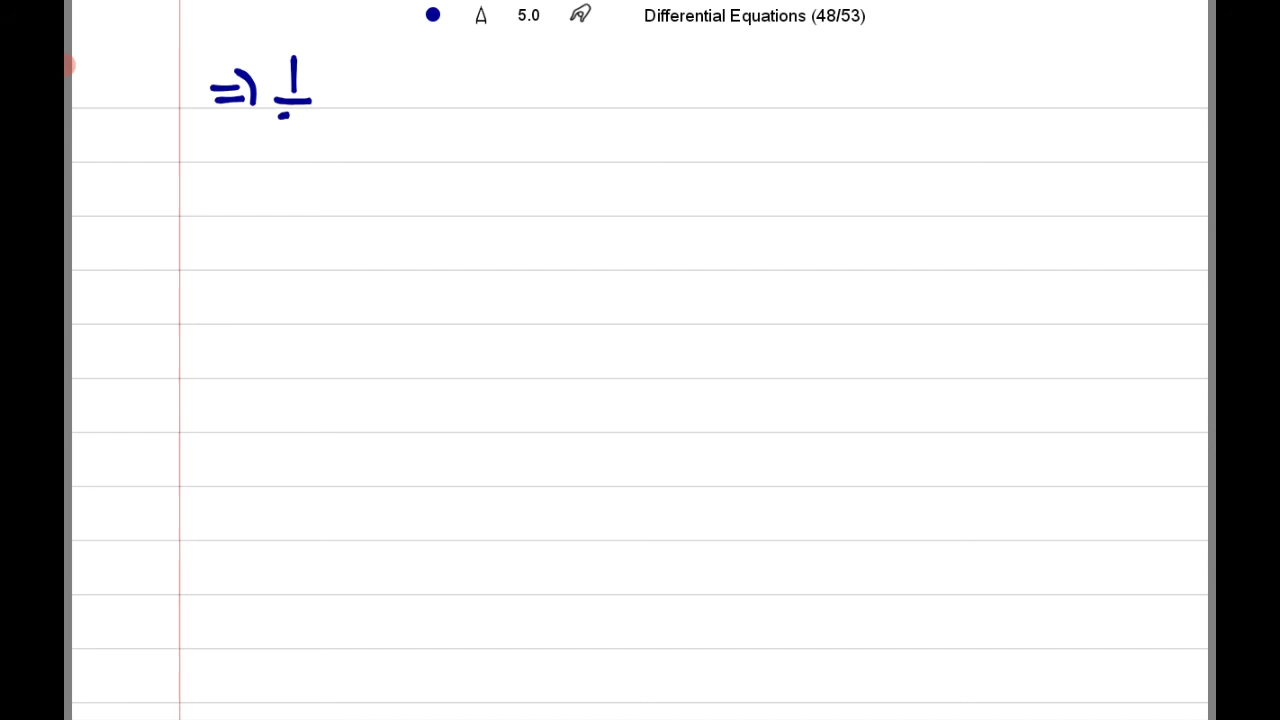 5.0 Differential Equations (48/53)
=> 1